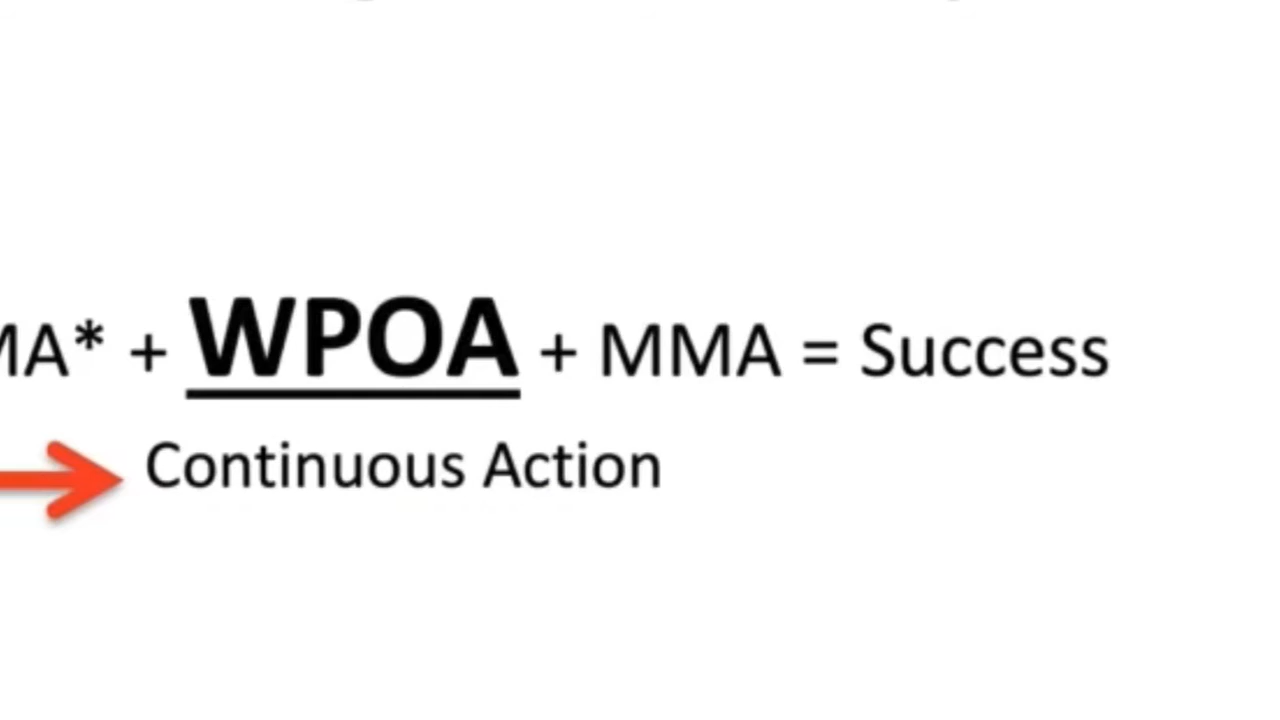 MA* + WPOA + MMA = Success
Continuous Action